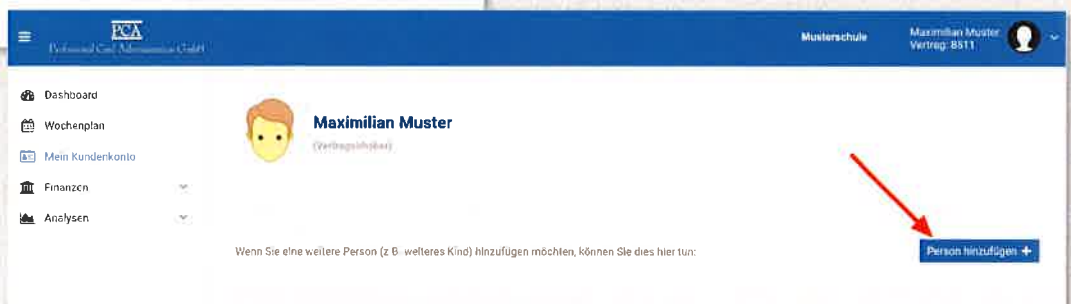 PCA
Professional Card Administration GmbH
Musterschule
Maximilian Muster
Vertrag: 8511
Dashboard
Wochenplan
Mein Kundenkonto
Finanzen
Analysen
Maximilian Muster
(Vertragsinhaber)
Wenn Sie eine weitere Person (z.B. weiteres Kind) hinzufügen möchten, können Sie dies hier tun:
Person hinzufügen +